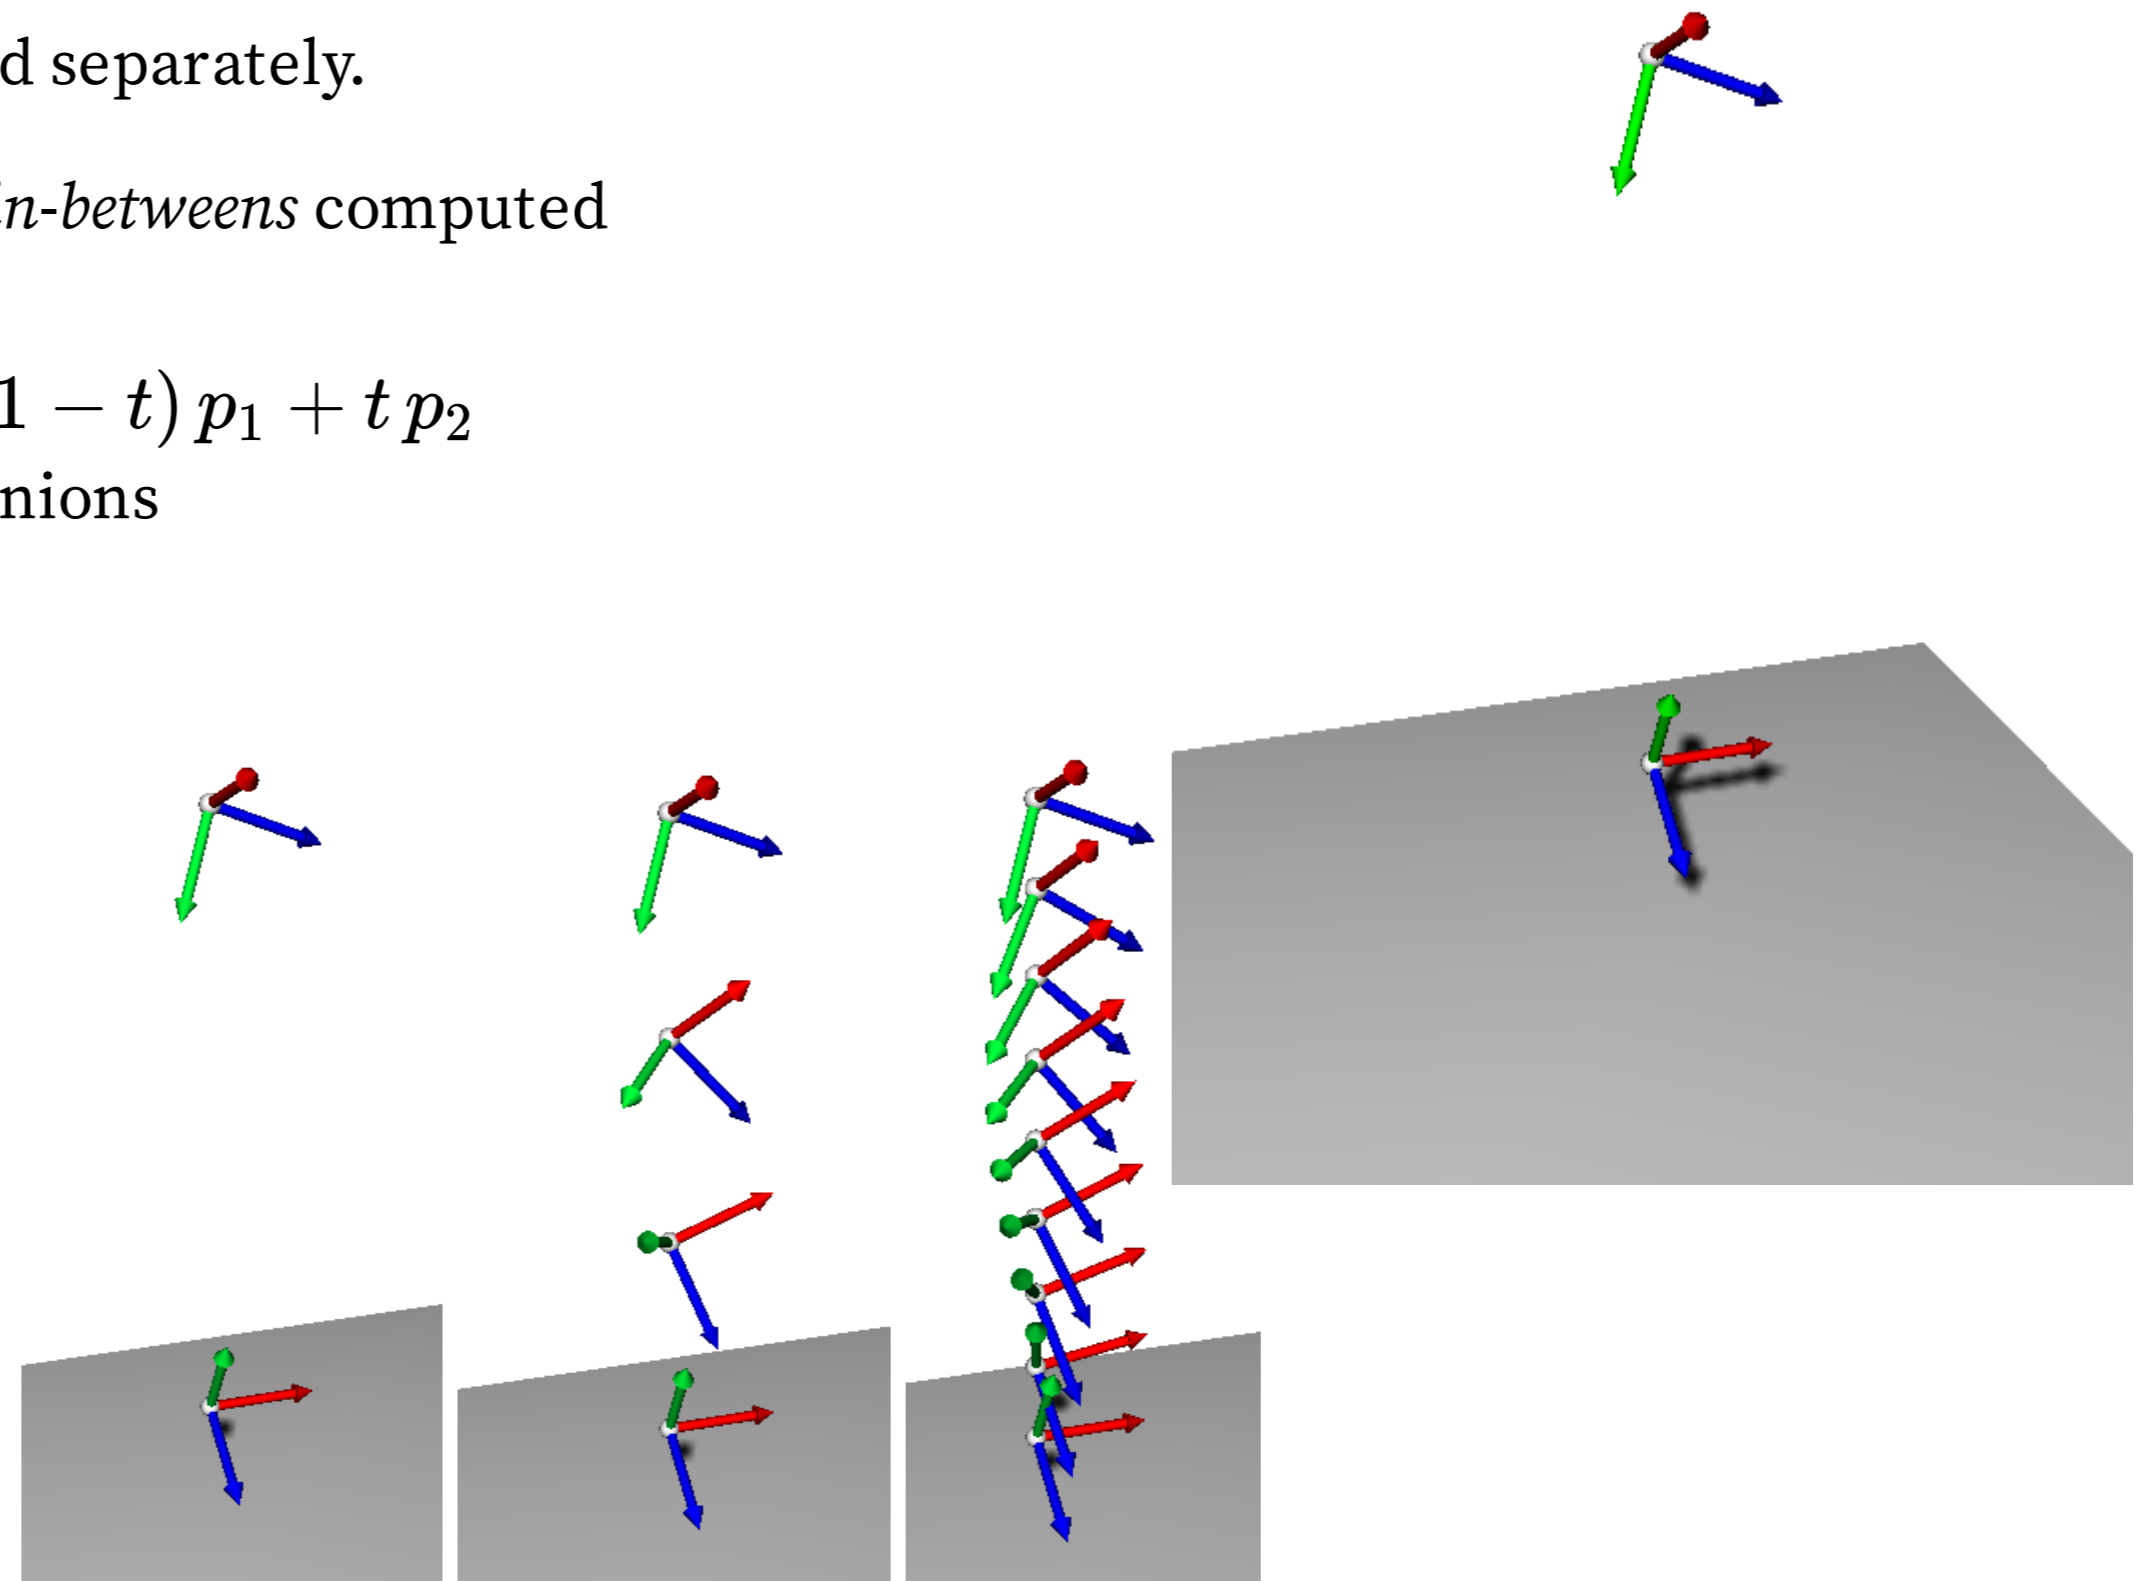 d separately.
in-betweens computed
1 − t) p₁ + t p₂
nions